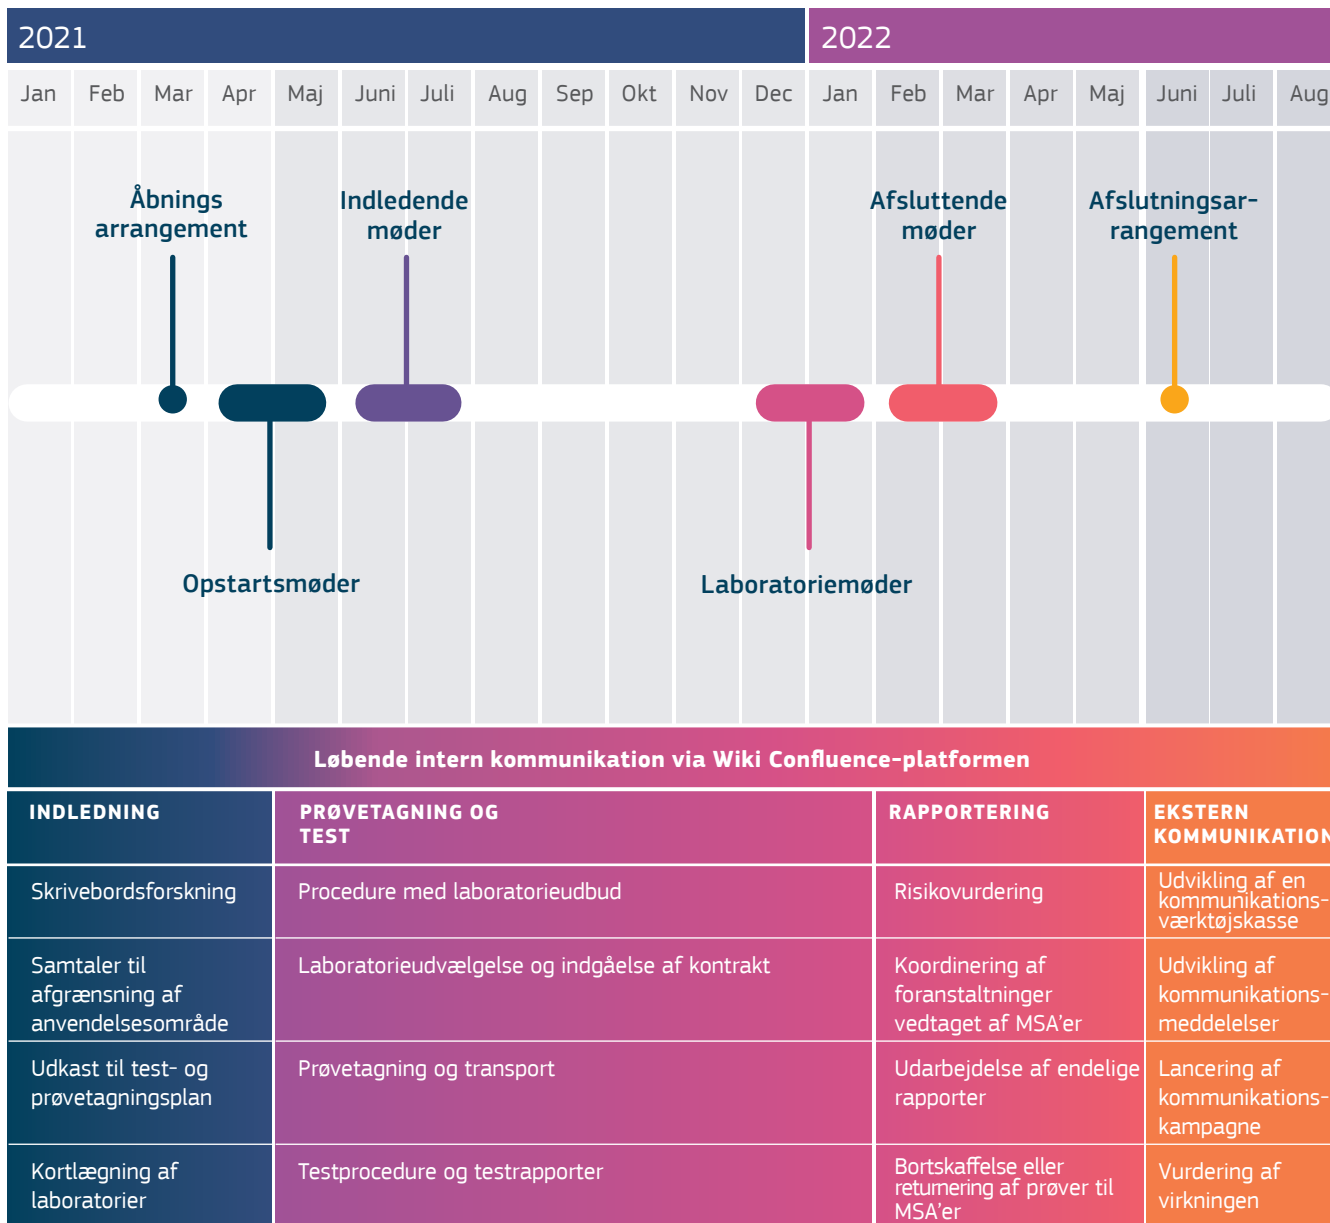 2021
2022
Jan Feb Mar Apr Maj Juni Juli Aug Sep Okt Nov Dec Jan Feb Mar Apr Maj Juni Juli Aug
Åbnings
arrangement
Indledende
møder
Afsluttende
møder
Afslutningsar-
rangement
Opstartsmøder
Laboratoriemøder
Løbende intern kommunikation via Wiki Confluence-platformen
INDLEDNING
Skrivebordsforskning
Samtaler til
afgrænsning af
anvendelsesområde
Udkast til test- og
prøvetagningsplan
Kortlægning af
laboratorier
PRØVETAGNING OG
TEST
Procedure med laboratorieudbud
Laboratorieudvælgelse og indgåelse af kontrakt
Prøvetagning og transport
Testprocedure og testrapporter
RAPPORTERING
Risikovurdering
Koordinering af
foranstaltninger
vedtaget af MSA’er
Udarbejdelse af endelige
rapporter
Bortskaffelse eller
returnering af prøver til
MSA’er
EKSTERN
KOMMUNIKATION
Udvikling af en
kommunikations-
værktøjskasse
Udvikling af
kommunikations-
meddelelser
Lancering af
kommunikations-
kampagne
Vurdering af
virkningen